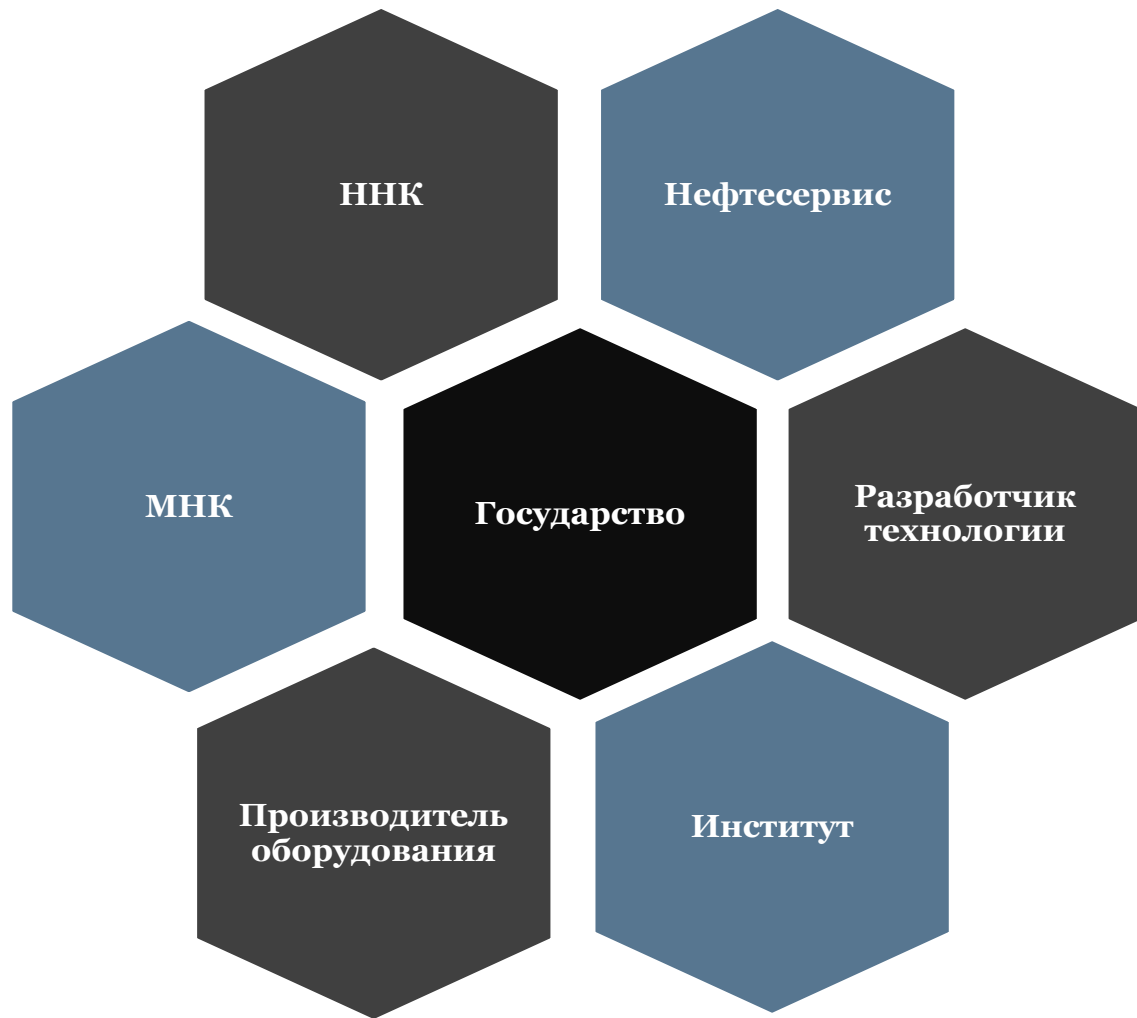 ННК
Нефтесервис
МНК
Государство
Разработчик
технологии
Производитель
оборудования
Институт